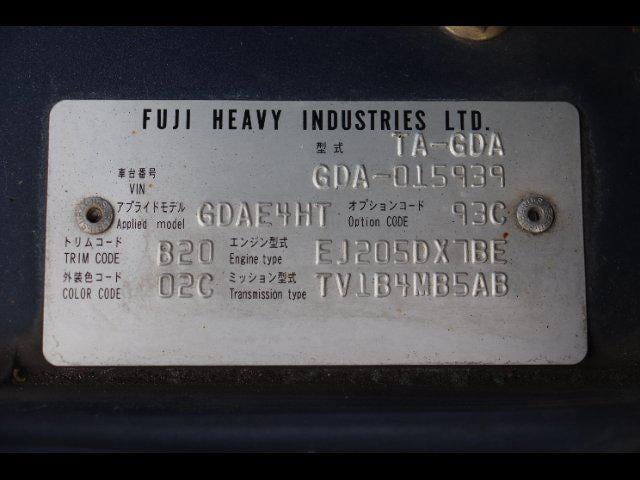 FUJI HEAVY INDUSTRIES LTD.
型式 TA-GDA
車台番号 VIN GDA-015939
アプライドモデル Applied model GDAE4HT オプションコード Option CODE 93C
トリムコード TRIM CODE B20 エンジン型式 Engine type EJ205DX7BE
外装色コード COLOR CODE 02C ミッション型式 Transmission type TV1B4MB5AB